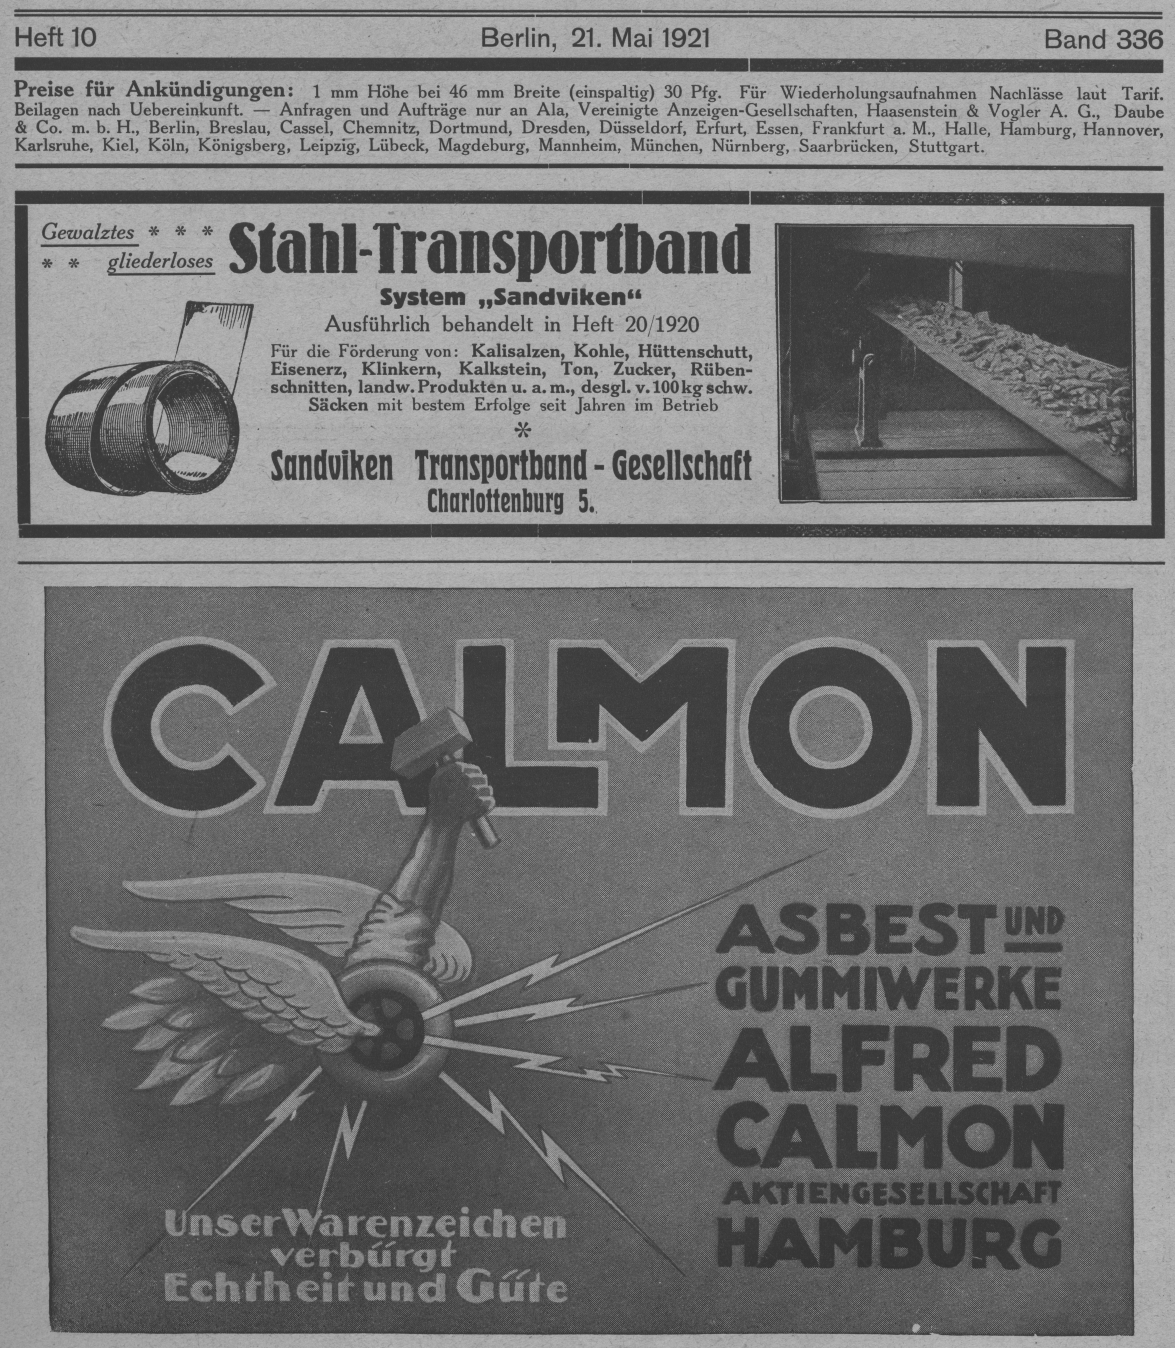 Heft 10 Berlin, 21. Mai 1921 Band 336
Preise für Ankündigungen: 1 mm Höhe bei 46 mm Breite (einspaltig) 30 Pfg. Für Wiederholungsaufnahmen Nachlässe laut Tarif.
Beilagen nach Uebereinkunft. — Anfragen und Aufträge nur an Ala, Vereinigte Anzeigen-Gesellschaften, Haasenstein & Vogler A. G., Daube
& Co. m. b. H., Berlin, Breslau, Cassel, Chemnitz, Dortmund, Dresden, Düsseldorf, Erfurt, Essen, Frankfurt a. M., Halle, Hamburg, Hannover,
Karlsruhe, Kiel, Köln, Königsberg, Leipzig, Lübeck, Magdeburg, Mannheim, München, Nürnberg, Saarbrücken, Stuttgart.
Gewalztes * * *
* * gliederloses
Stahl-Transportband
System „Sandviken“
Ausführlich behandelt in Heft 20/1920
Für die Förderung von: Kalisalzen, Kohle, Hüttenschutt,
Eisenerz, Klinkern, Kalkstein, Ton, Zucker, Rüben-
schnitten, landw. Produkten u. a. m., desgl. v. 100 kg schw.
Säcken mit bestem Erfolge seit Jahren im Betrieb
*
Sandviken Transportband - Gesellschaft
Charlottenburg 5.
CALMON
ASBEST UND
GUMMIWERKE
ALFRED
CALMON
AKTIENGESELLSCHAFT
HAMBURG
Unser Warenzeichen
verbürgt
Echtheit und Güte